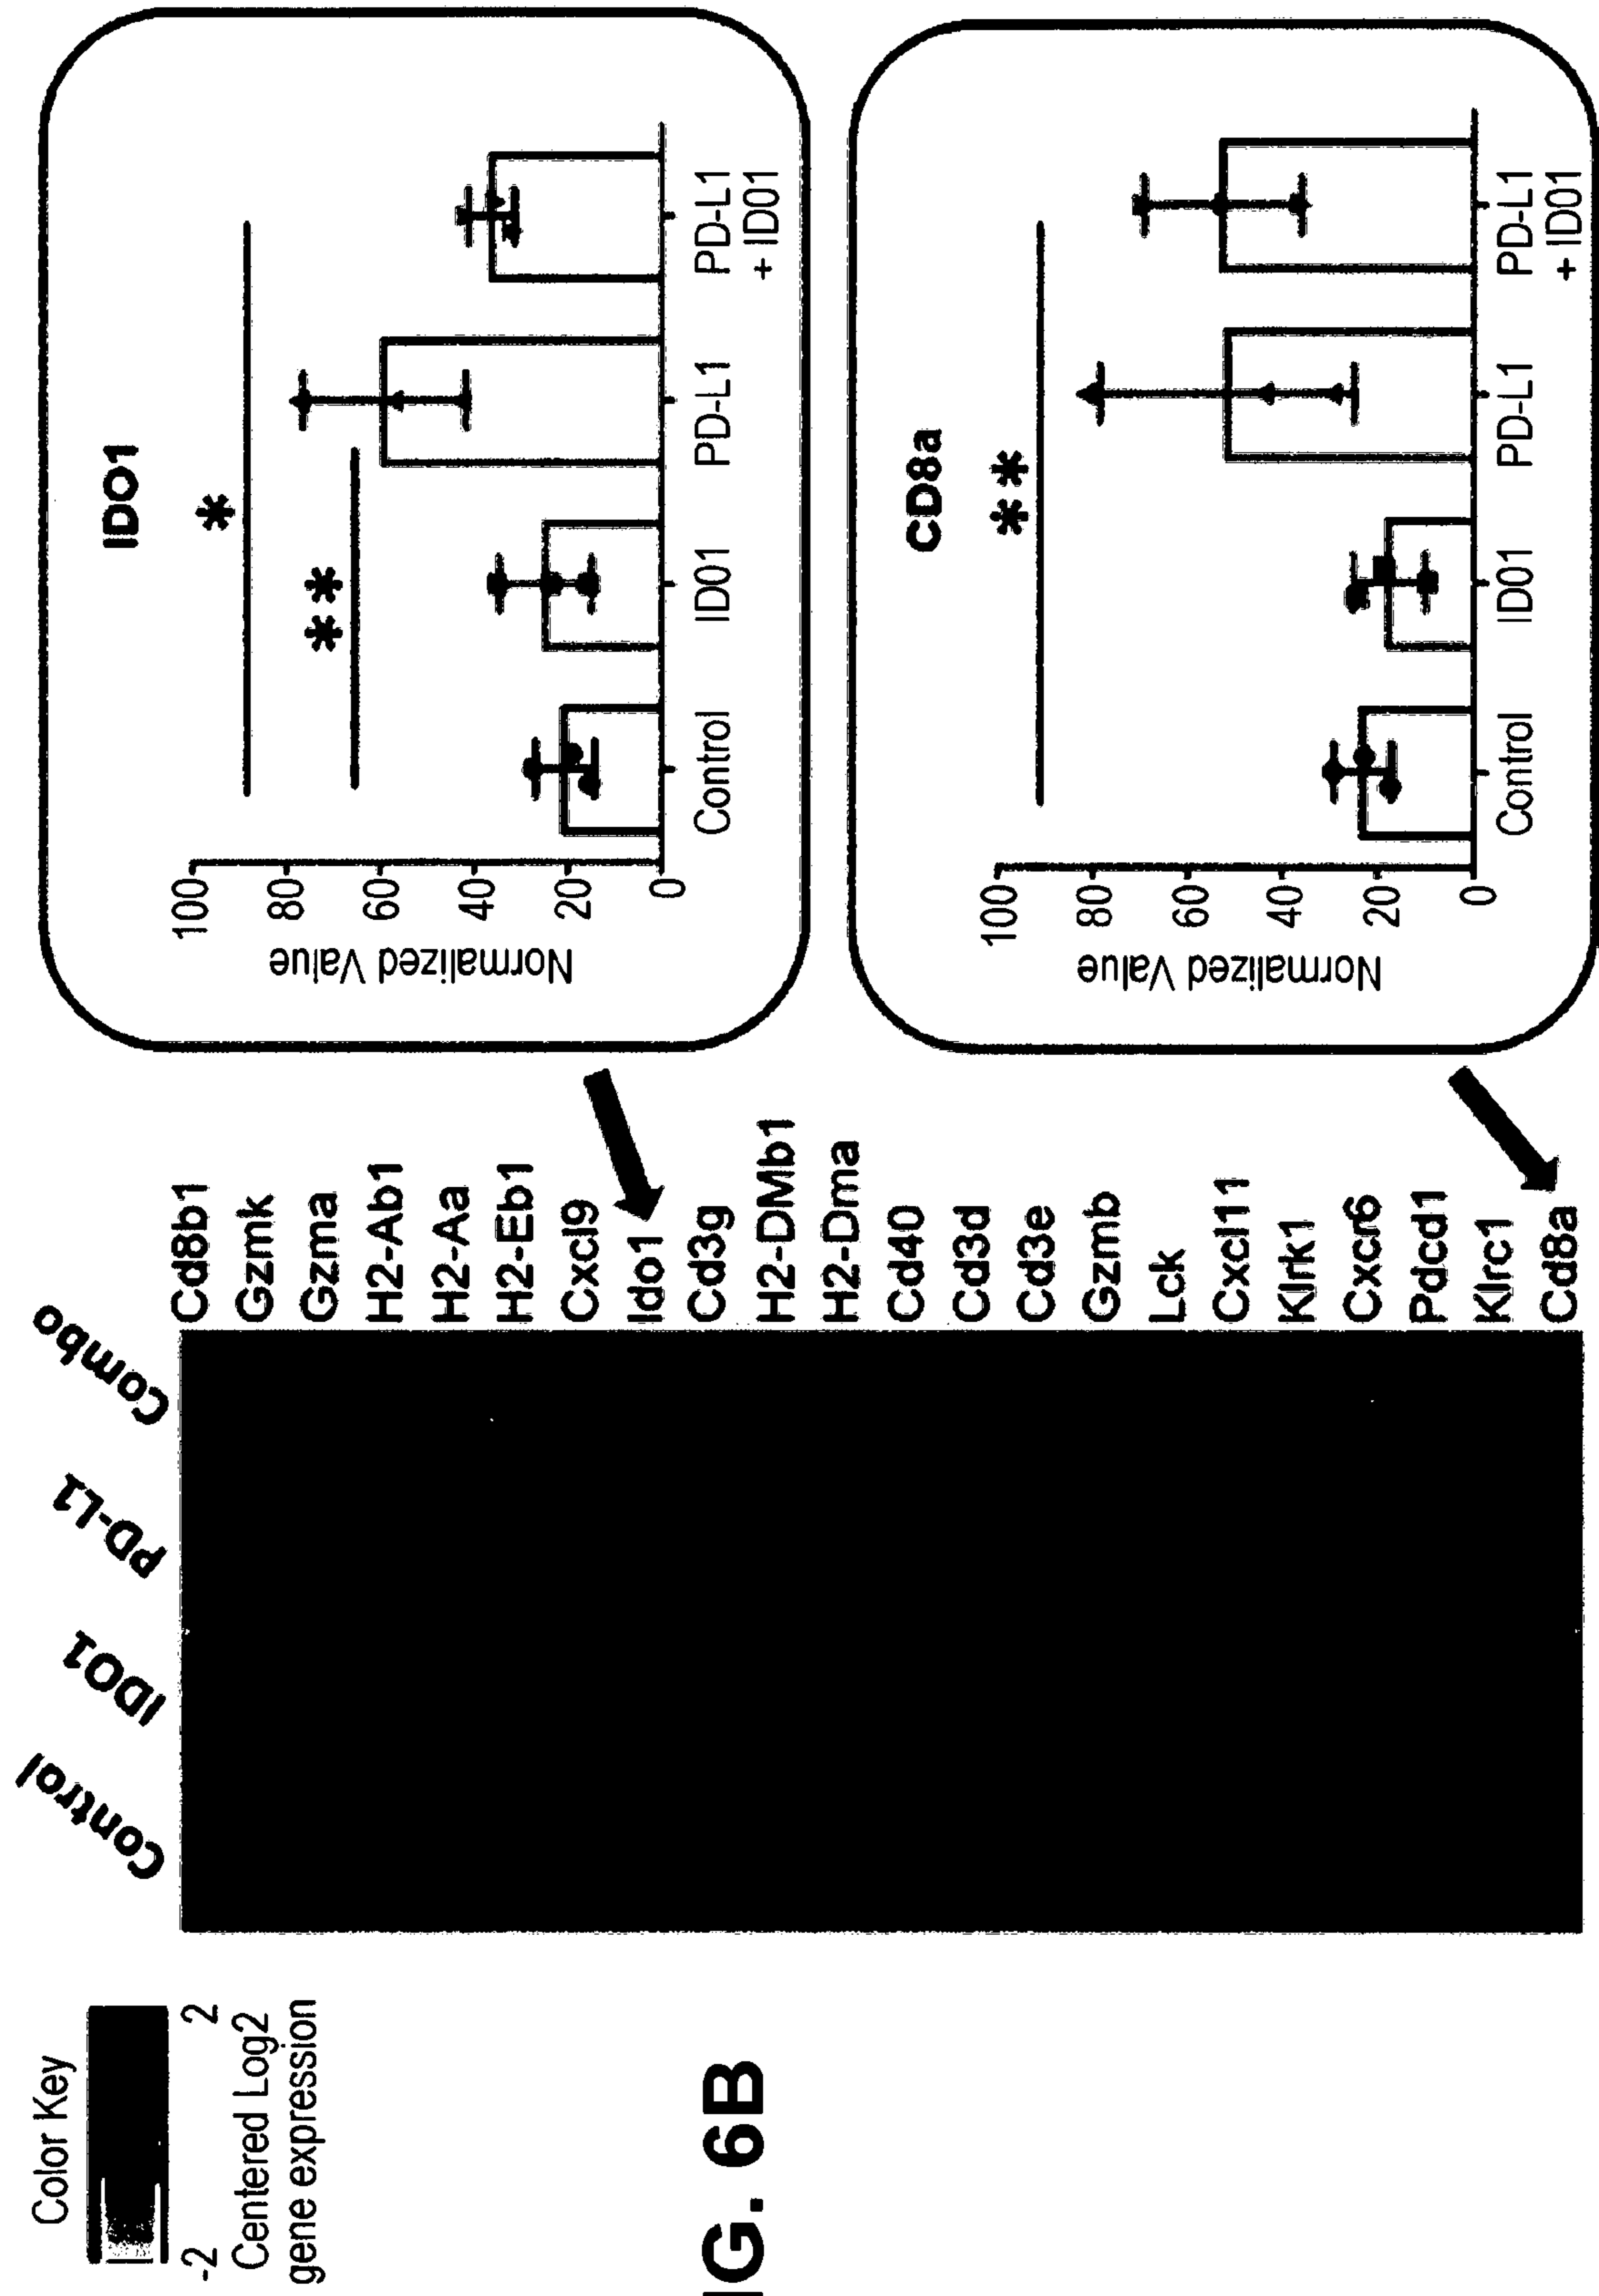 Color Key
-2 2
Centered Log2
gene expression
Control IDO1 PD-L1 Combo
Cd8b1
Gzmk
Gzma
H2-Ab1
H2-Aa
H2-Eb1
Cxcl9
Ido1
Cd3g
H2-DMb1
H2-Dma
Cd40
Cd3d
Cd3e
Gzmb
Lck
Cxcl11
Klrk1
Cxcr6
Pdcd1
Klrc1
Cd8a
IDO1
Normalized Value
100
80
60
40
20
0
*
**
Control ID01 PD-L1 PD-L1
+ ID01
CD8a
Normalized Value
100
80
60
40
20
0
**
Control ID01 PD-L1 PD-L1
+ ID01
IG. 6B